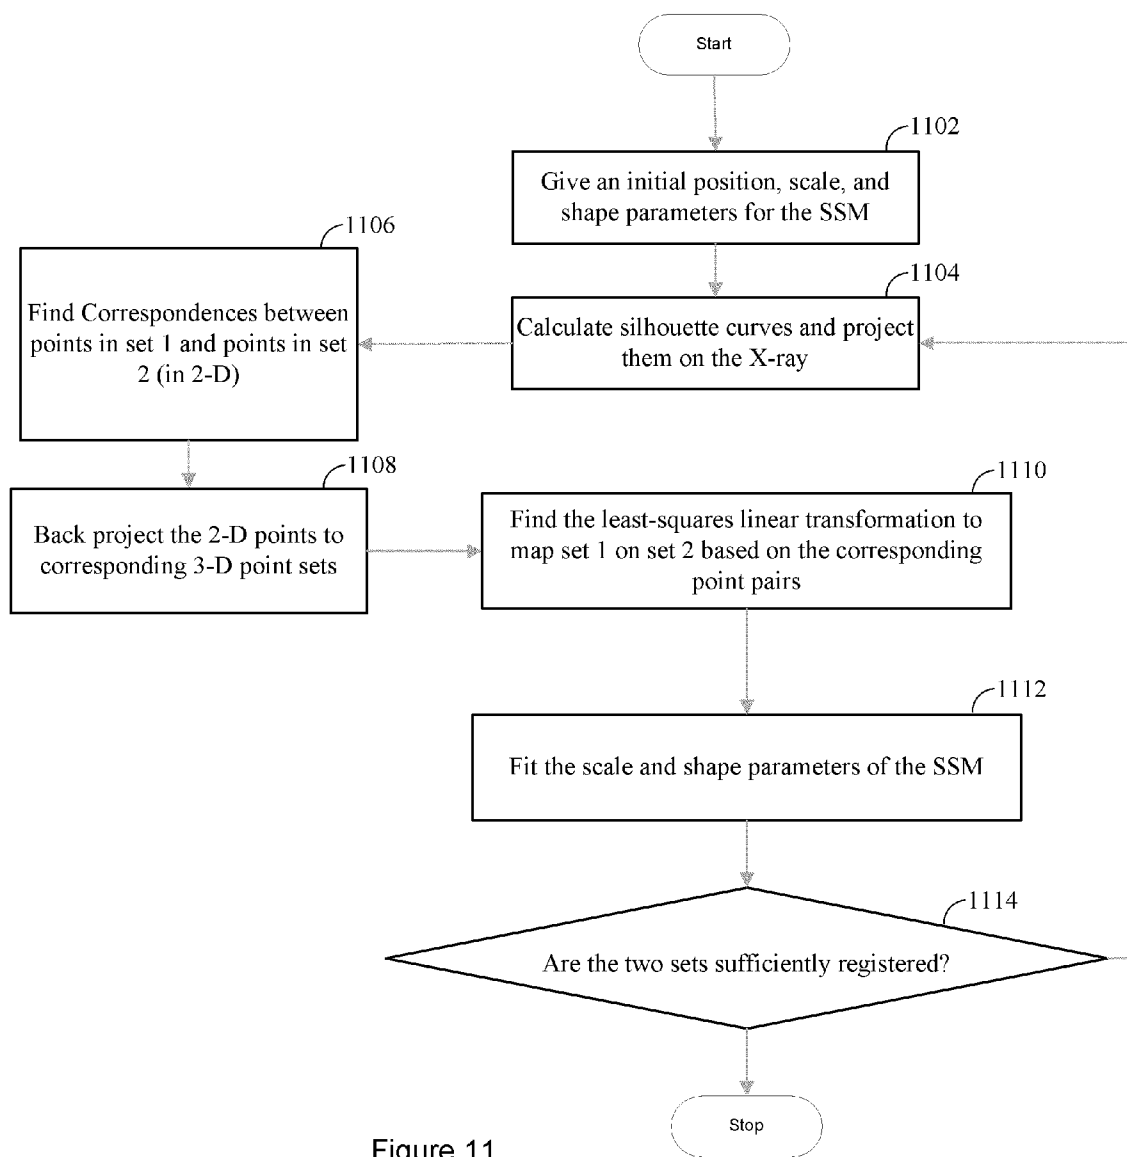 Start
1102
Give an initial position, scale, and
shape parameters for the SSM
1104
Calculate silhouette curves and project
them on the X-ray
1106
Find Correspondences between
points in set 1 and points in set
2 (in 2-D)
1108
Back project the 2-D points to
corresponding 3-D point sets
1110
Find the least-squares linear transformation to
map set 1 on set 2 based on the corresponding
point pairs
1112
Fit the scale and shape parameters of the SSM
1114
Are the two sets sufficiently registered?
Stop
Figure 11